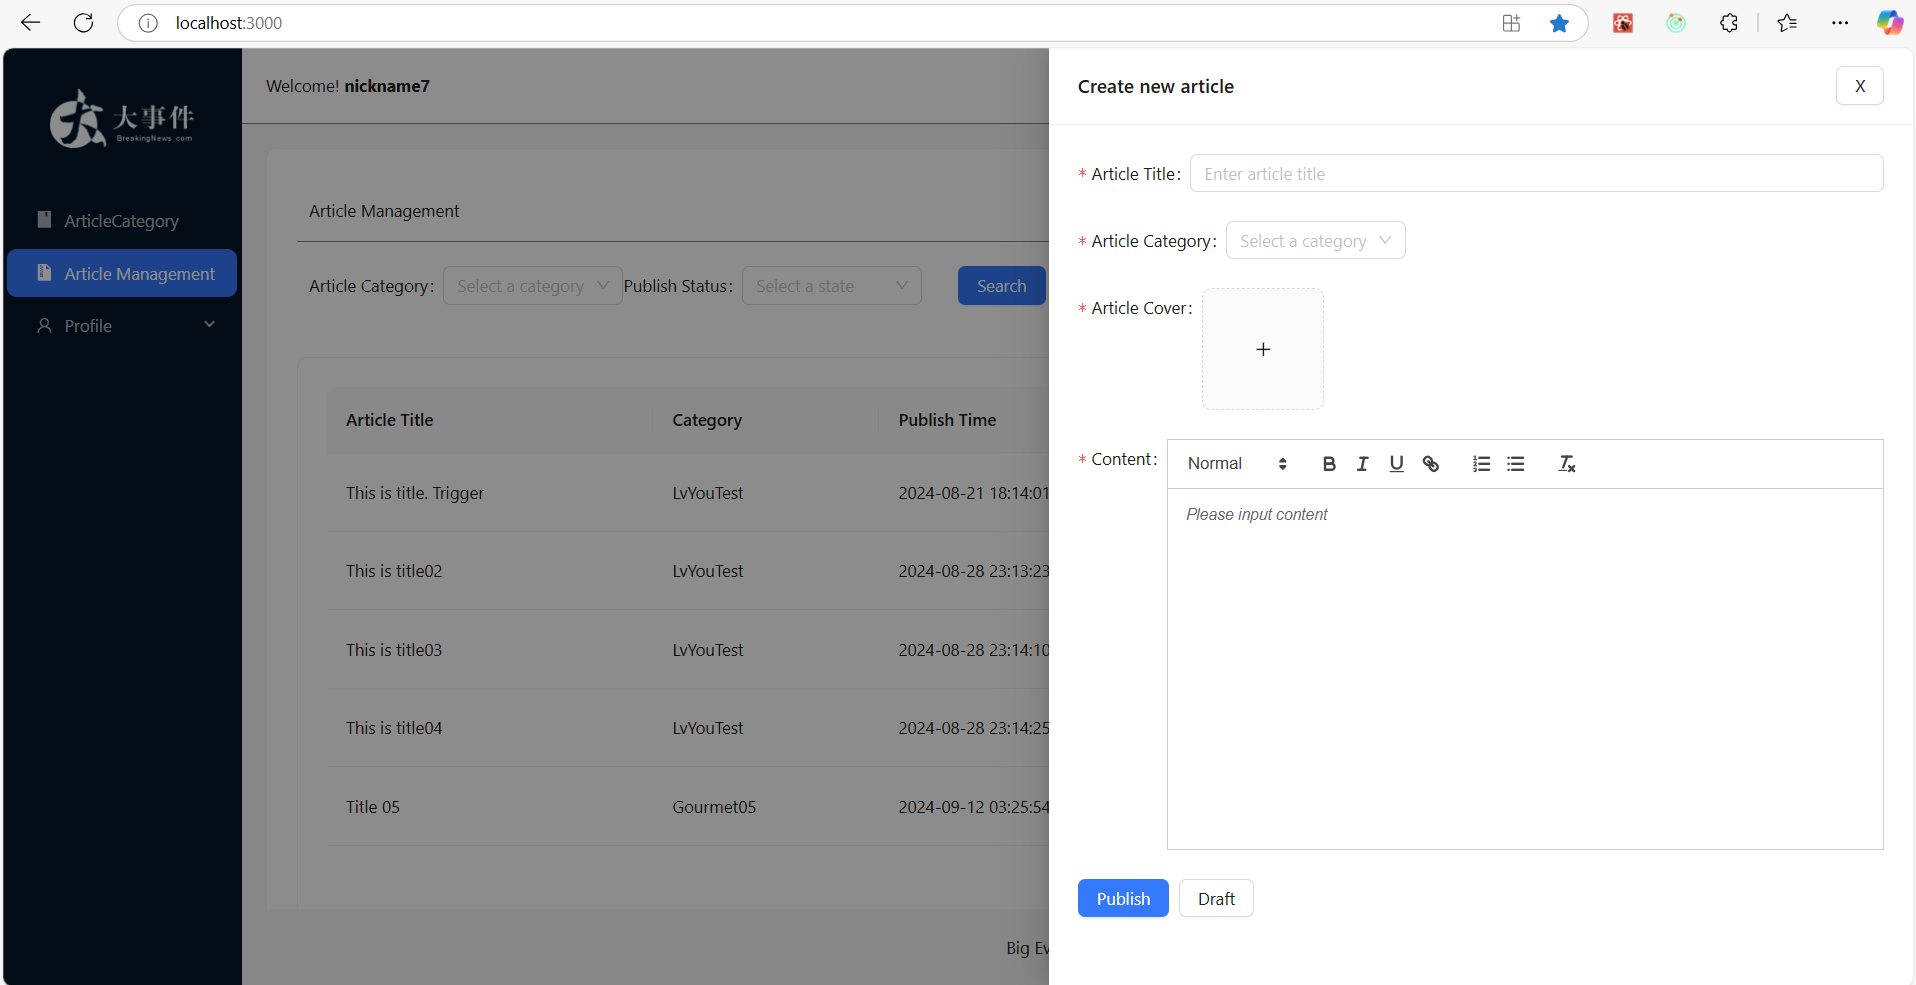 localhost:3000
大事件
BreakingNews.com
ArticleCategory
Article Management
Profile
Welcome! nickname7
Article Management
Article Category: Select a category Publish Status: Select a state Search
Article Title Category Publish Time
This is title. Trigger LvYouTest 2024-08-21 18:14:01
This is title02 LvYouTest 2024-08-28 23:13:23
This is title03 LvYouTest 2024-08-28 23:14:10
This is title04 LvYouTest 2024-08-28 23:14:25
Title 05 Gourmet05 2024-09-12 03:25:54
Big Ev
Create new article X
* Article Title: Enter article title
* Article Category: Select a category
* Article Cover: +
* Content: Normal B I U
Please input content
Publish Draft